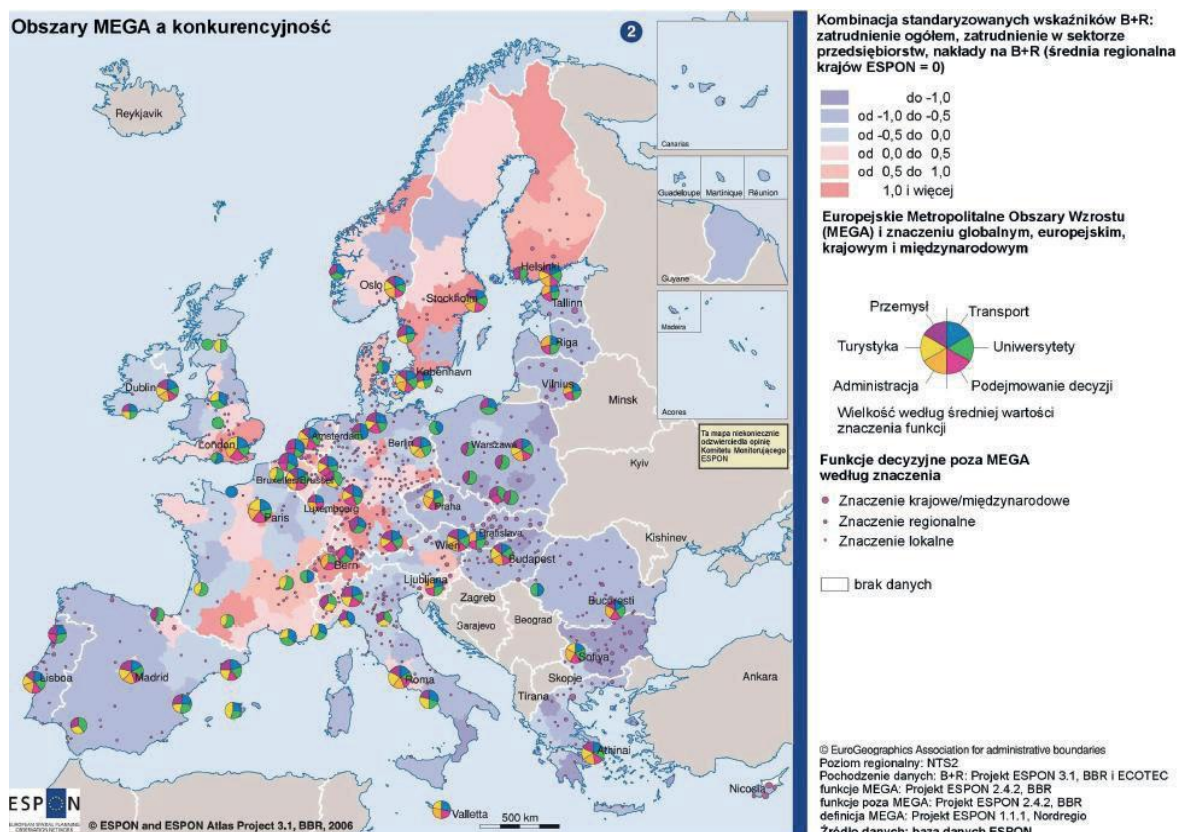 Obszary MEGA a konkurencyjność
2
Reykjavik
Canarias
Guadeloupe
Martinique
Réunion
Guyane
Madeira
Acores
Helsinki
Oslo
Stockholm
Tallinn
Riga
København
Dublin
Vilnius
Minsk
London
Amsterdam
Berlin
Warszawa
Ta mapa niekoniecznie
odzwierciedla opinię
Komitetu Monitorującego
ESPON
Bruxelles/Brussel
Kyiv
Luxembourg
Praha
Paris
Kishinev
Bratislava
Wien
Budapest
Bern
Ljubljana
Zagreb
Bucuresti
Beograd
Sarajevo
Sofiya
Lisboa
Madrid
Roma
Skopje
Tirana
Ankara
Athinai
Nicosia
Valletta
500 km
ESPON
EUROPEAN SPATIAL PLANNING
OBSERVATION NETWORK
© ESPON and ESPON Atlas Project 3.1, BBR, 2006
Kombinacja standaryzowanych wskaźników B+R:
zatrudnienie ogółem, zatrudnienie w sektorze
przedsiębiorstw, nakłady na B+R (średnia regionalna
krajów ESPON = 0)
do -1,0
od -1,0 do -0,5
od -0,5 do 0,0
od 0,0 do 0,5
od 0,5 do 1,0
1,0 i więcej
Europejskie Metropolitalne Obszary Wzrostu
(MEGA) i znaczeniu globalnym, europejskim,
krajowym i międzynarodowym
Przemysł
Transport
Turystyka
Uniwersytety
Administracja
Podejmowanie decyzji
Wielkość według średniej wartości
znaczenia funkcji
Funkcje decyzyjne poza MEGA
według znaczenia
Znaczenie krajowe/międzynarodowe
Znaczenie regionalne
Znaczenie lokalne
brak danych
© EuroGeographics Association for administrative boundaries
Poziom regionalny: NTS2
Pochodzenie danych: B+R: Projekt ESPON 3.1, BBR i ECOTEC
funkcje MEGA: Projekt ESPON 2.4.2, BBR
funkcje poza MEGA: Projekt ESPON 2.4.2, BBR
definicja MEGA: Projekt ESPON 1.1.1, Nordregio
Źródło danych: baza danych ESPON